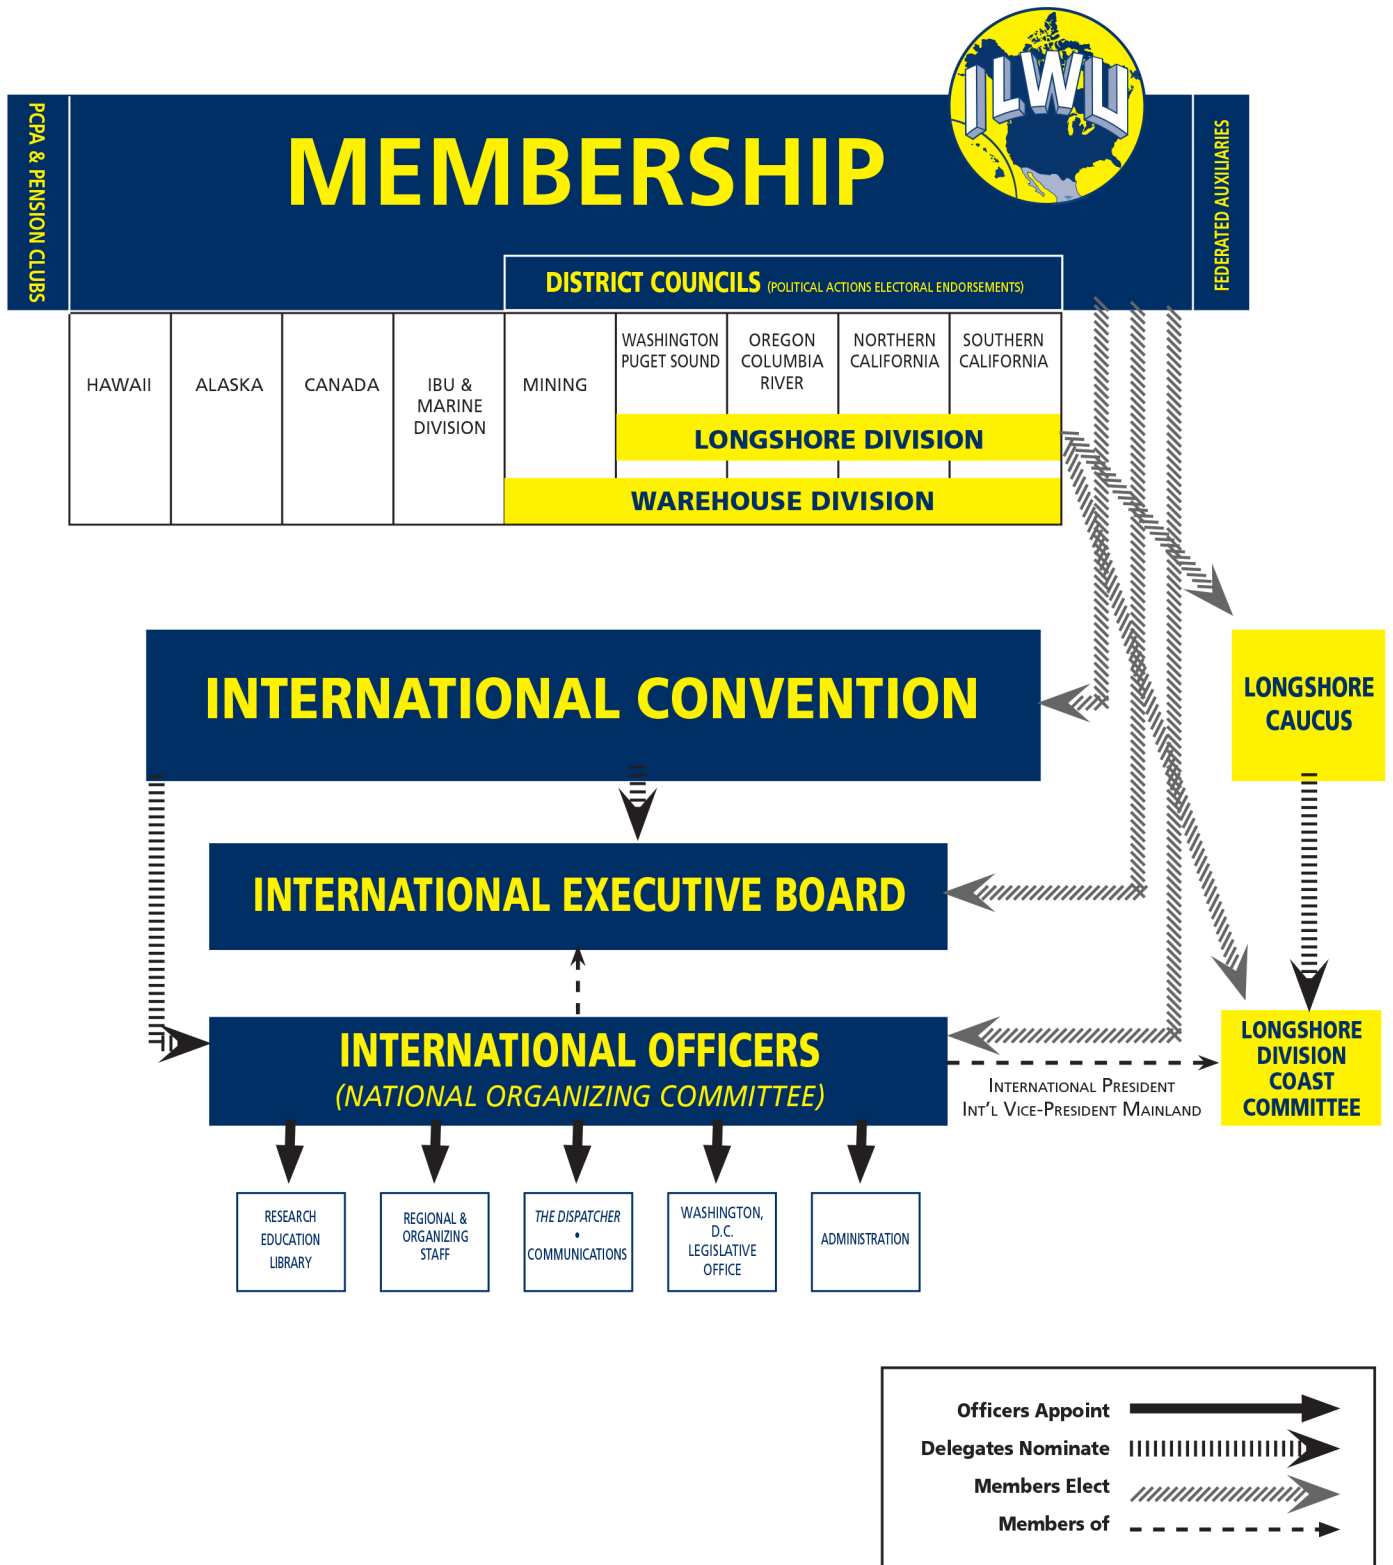 ILWU
PCPA & PENSION CLUBS
MEMBERSHIP
FEDERATED AUXILIARIES
DISTRICT COUNCILS (POLITICAL ACTIONS ELECTORAL ENDORSEMENTS)
HAWAII
ALASKA
CANADA
IBU &
MARINE
DIVISION
MINING
WASHINGTON
PUGET SOUND
OREGON
COLUMBIA
RIVER
NORTHERN
CALIFORNIA
SOUTHERN
CALIFORNIA
LONGSHORE DIVISION
WAREHOUSE DIVISION
INTERNATIONAL CONVENTION
LONGSHORE
CAUCUS
INTERNATIONAL EXECUTIVE BOARD
INTERNATIONAL OFFICERS
(NATIONAL ORGANIZING COMMITTEE)
INTERNATIONAL PRESIDENT
INT'L VICE-PRESIDENT MAINLAND
LONGSHORE
DIVISION
COAST
COMMITTEE
RESEARCH
EDUCATION
LIBRARY
REGIONAL &
ORGANIZING
STAFF
THE DISPATCHER
•
COMMUNICATIONS
WASHINGTON,
D.C.
LEGISLATIVE
OFFICE
ADMINISTRATION
Officers Appoint
Delegates Nominate
Members Elect
Members of